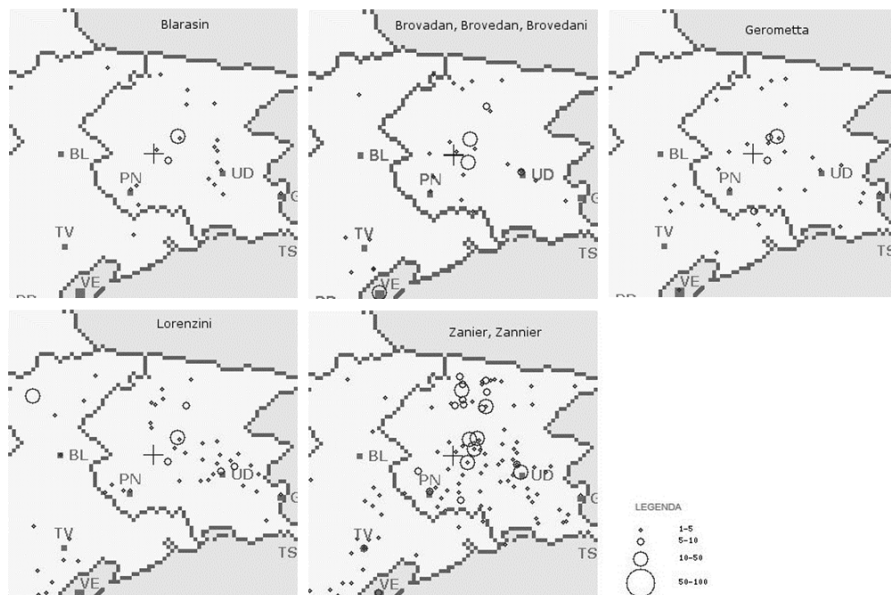 Blarasin
BL
PN
UD
G
TV
VE
TS
Brovadan, Brovedan, Brovedani
BL
PN
UD
G
TV
VE
TS
Gerometta
BL
PN
UD
G
TV
VE
TS
Lorenzini
BL
PN
UD
G
TV
VE
TS
Zanier, Zannier
BL
PN
UD
G
TV
VE
TS
LEGENDA
1-5
5-10
10-50
50-100